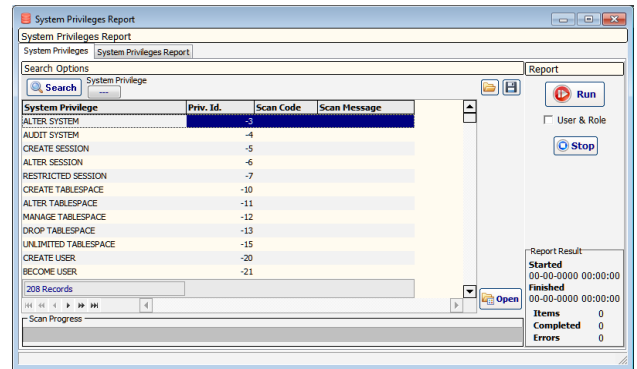 System Privileges Report
System Privileges Report
System Privileges System Privileges Report
Search Options
Search
System Privilege
---
System Privilege Priv. Id. Scan Code Scan Message
ALTER SYSTEM -3
AUDIT SYSTEM -4
CREATE SESSION -5
ALTER SESSION -6
RESTRICTED SESSION -7
CREATE TABLESPACE -10
ALTER TABLESPACE -11
MANAGE TABLESPACE -12
DROP TABLESPACE -13
UNLIMITED TABLESPACE -15
CREATE USER -20
BECOME USER -21
208 Records
Open
Scan Progress
Report
Run
User & Role
Stop
Report Result
Started
00-00-0000 00:00:00
Finished
00-00-0000 00:00:00
Items 0
Completed 0
Errors 0